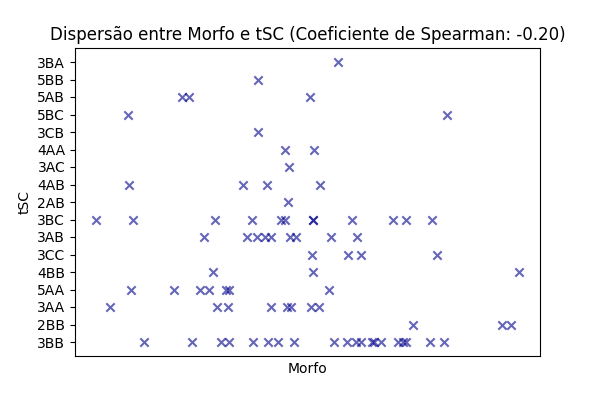 Dispersão entre Morfo e tSC (Coeficiente de Spearman: -0.20)
3BA
5BB
5AB
5BC
3CB
4AA
3AC
4AB
2AB
3BC
3AB
3CC
4BB
5AA
3AA
2BB
3BB
tSC
Morfo